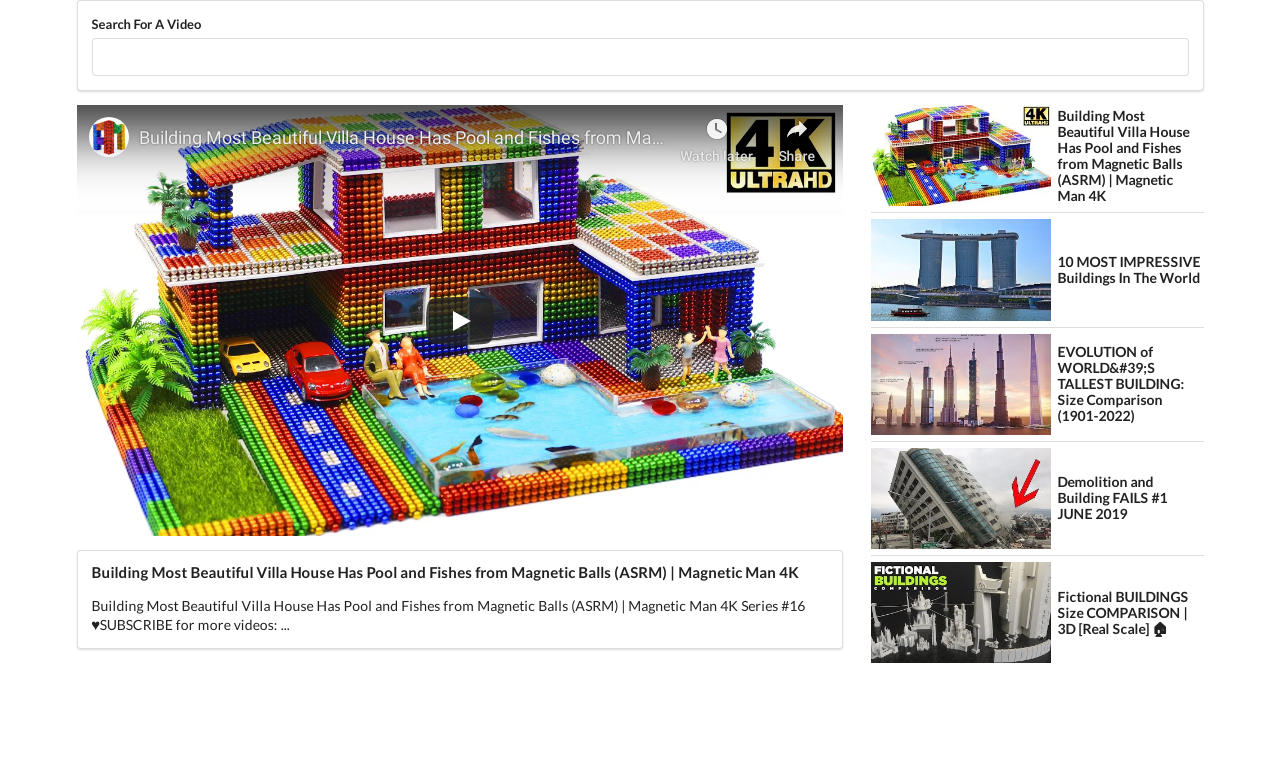 Search For A Video
Building Most Beautiful Villa House Has Pool and Fishes from Ma...
Watch later
Share
4K
ULTRAHD
4K
ULTRAHD
Building Most
Beautiful Villa House
Has Pool and Fishes
from Magnetic Balls
(ASRM) | Magnetic
Man 4K
10 MOST IMPRESSIVE
Buildings In The World
EVOLUTION of
WORLD&#39;S
TALLEST BUILDING:
Size Comparison
(1901-2022)
Demolition and
Building FAILS #1
JUNE 2019
FICTIONAL
BUILDINGS
COMPARISON
Fictional BUILDINGS
Size COMPARISON |
3D [Real Scale] 🏠
Building Most Beautiful Villa House Has Pool and Fishes from Magnetic Balls (ASRM) | Magnetic Man 4K
Building Most Beautiful Villa House Has Pool and Fishes from Magnetic Balls (ASRM) | Magnetic Man 4K Series #16
♥SUBSCRIBE for more videos: ...